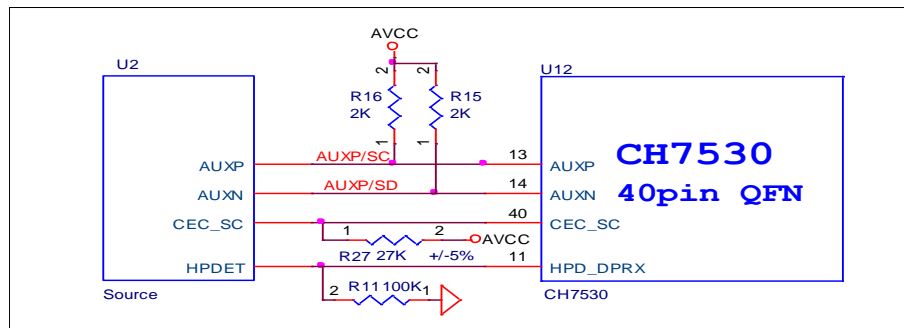 AVCC
U2
U12
2
2
R16
2K
R15
2K
1
1
AUXP/SC
13
AUXP
AUXP
CH7530
AUXP/SD
14
AUXN
AUXN
40pin QFN
40
CEC_SC
CEC_SC
1
2
AVCC
R27 27K +/-5%
11
HPDET
HPD_DPRX
2
R11100K
1
Source
CH7530